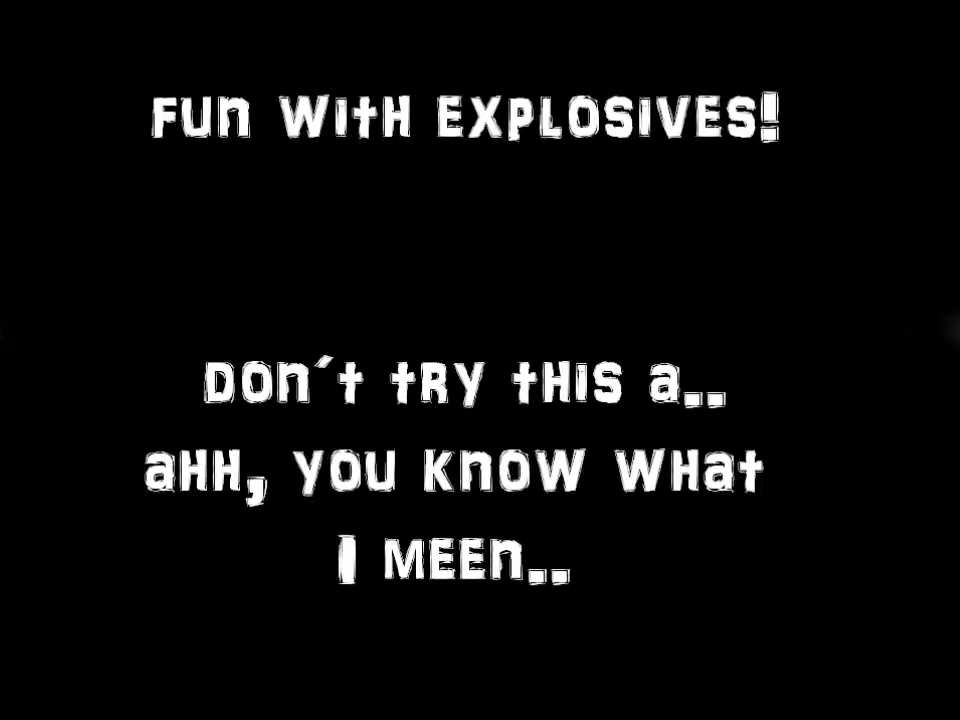 Fun with Explosives!
Don´t try this a..
ahh, you know what
I meen..